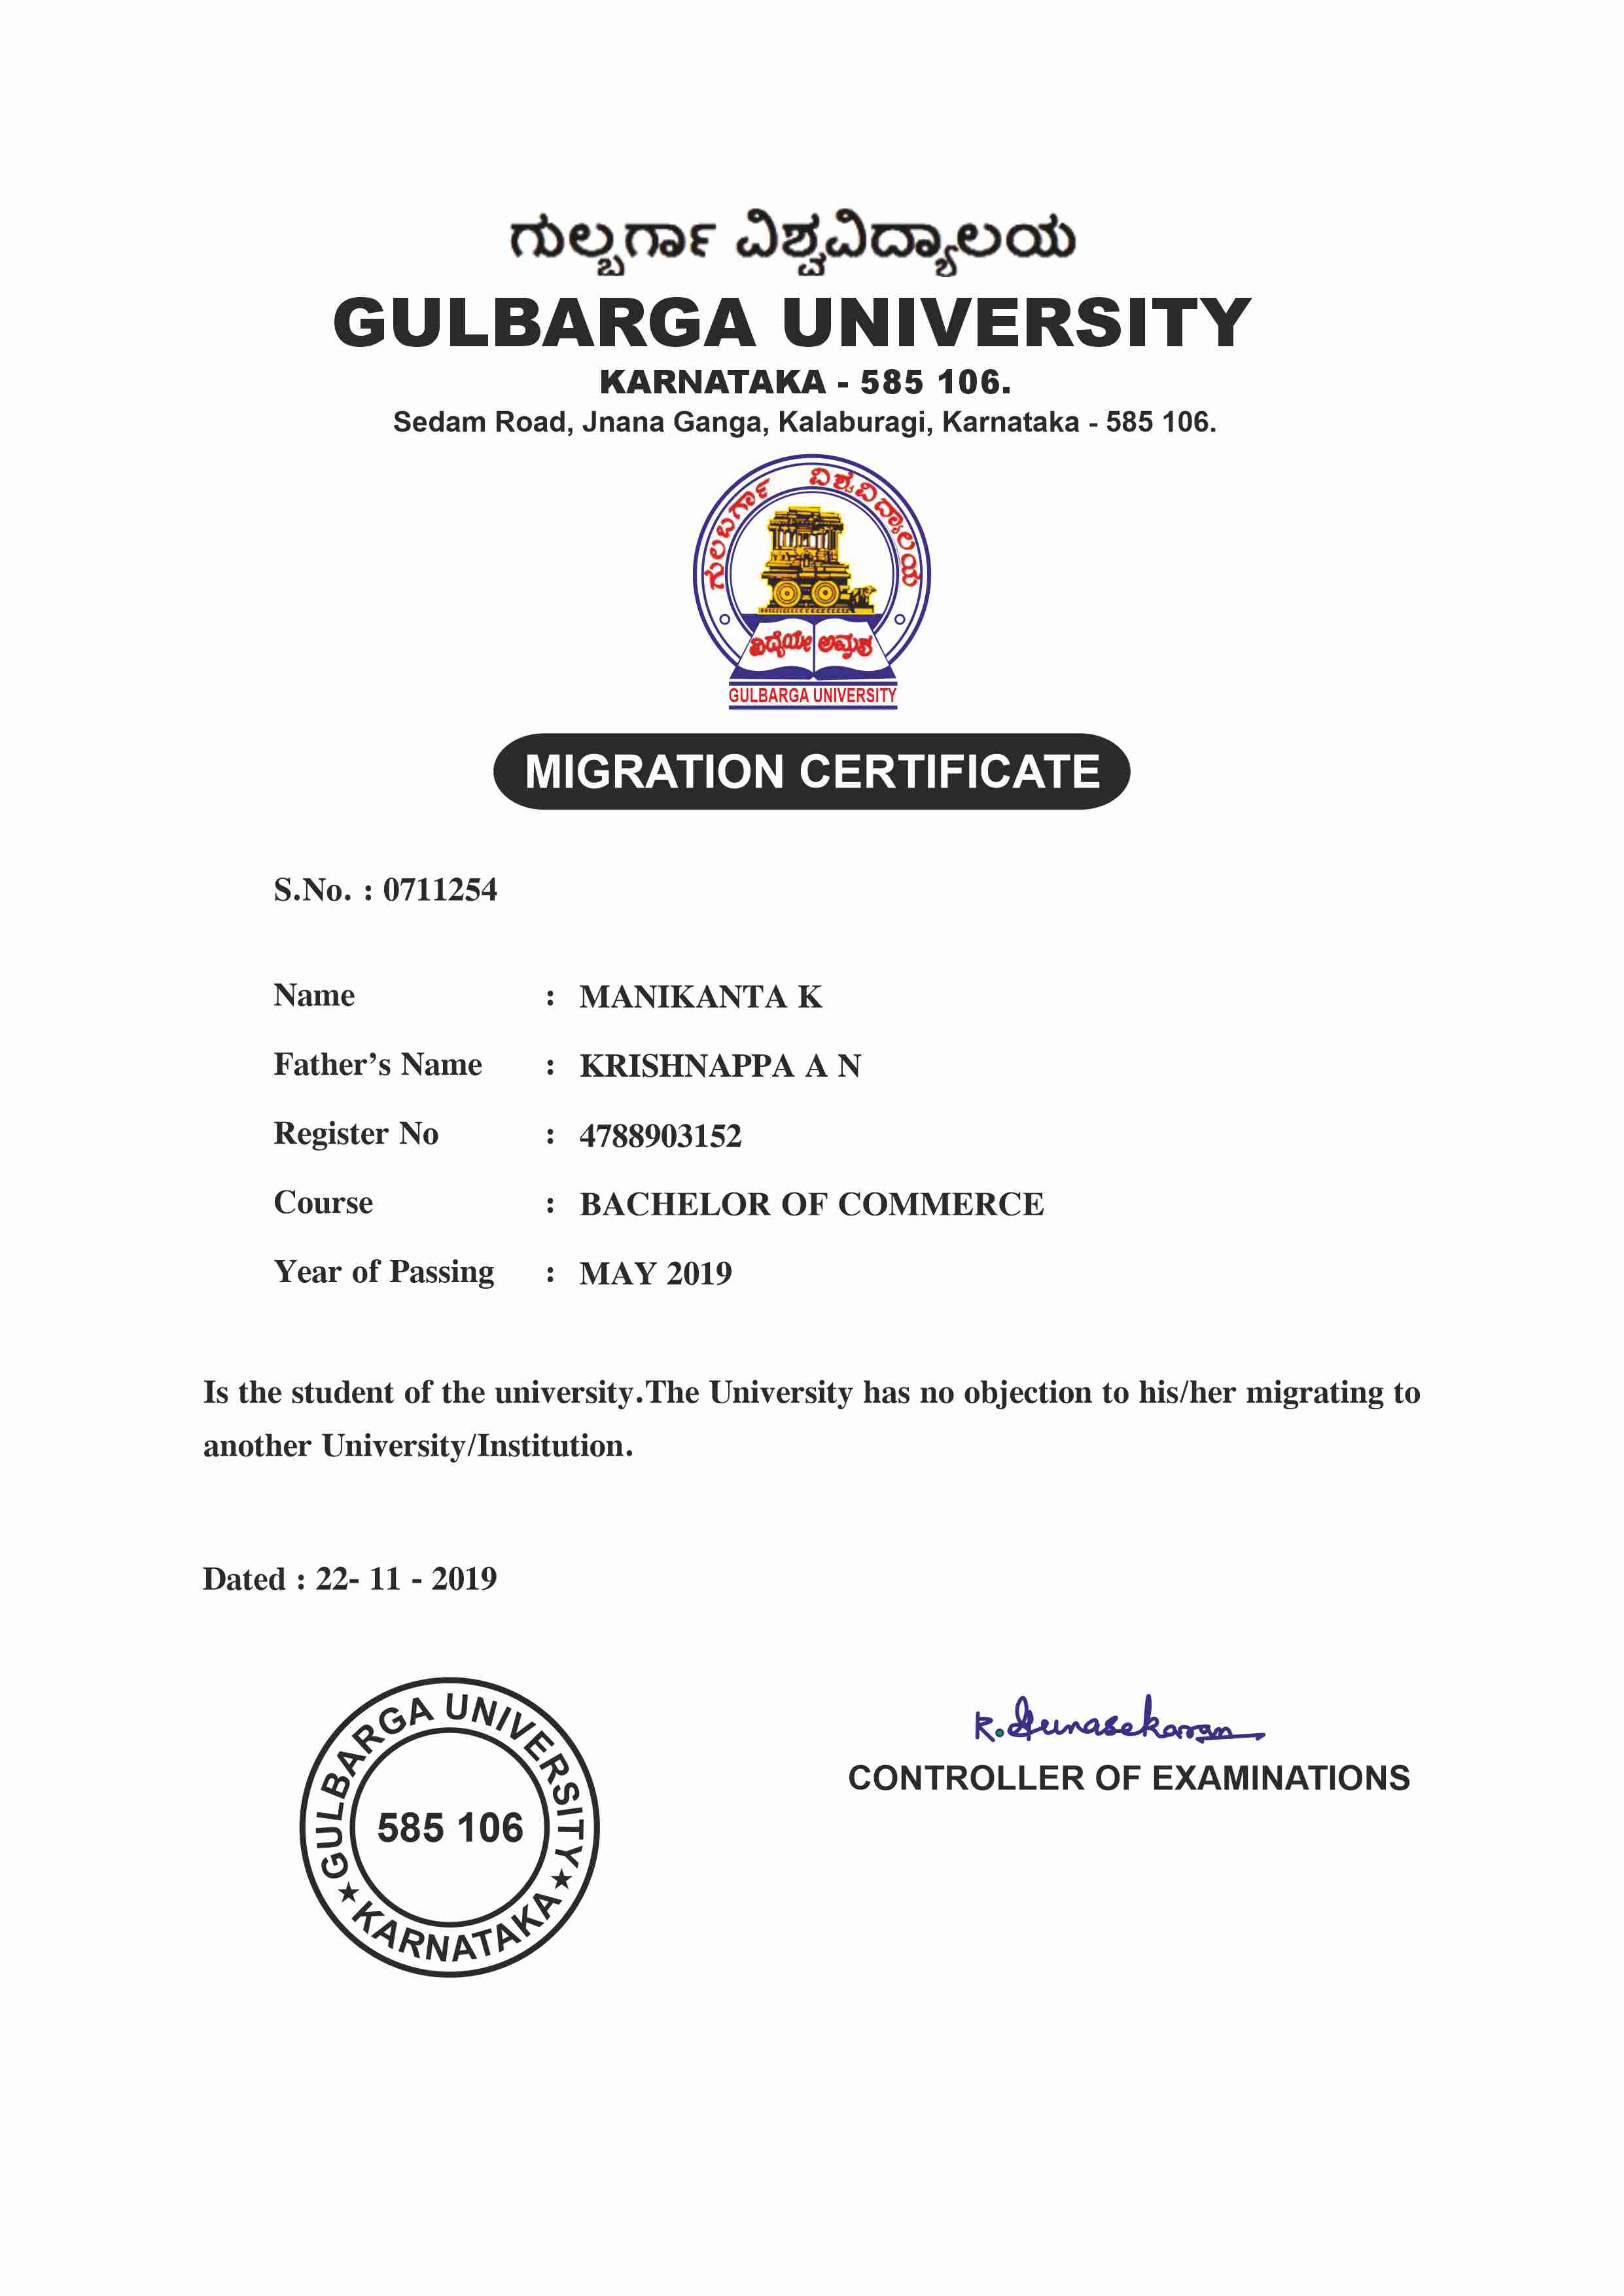 ಗುಲ್ಬರ್ಗಾ ವಿಶ್ವವಿದ್ಯಾಲಯ
GULBARGA UNIVERSITY
KARNATAKA - 585 106.
Sedam Road, Jnana Ganga, Kalaburagi, Karnataka - 585 106.
ಗುಲಬರ್ಗಾ ವಿಶ್ವವಿದ್ಯಾಲಯ
ವಿದ್ಯೆಯೇ ಅಮೃತ
GULBARGA UNIVERSITY
MIGRATION CERTIFICATE
S.No. : 0711254
Name : MANIKANTA K
Father’s Name : KRISHNAPPA A N
Register No : 4788903152
Course : BACHELOR OF COMMERCE
Year of Passing : MAY 2019
Is the student of the university.The University has no objection to his/her migrating to
another University/Institution.
Dated : 22- 11 - 2019
K. Gunasekaran
CONTROLLER OF EXAMINATIONS
GULBARGA UNIVERSITY
585 106
★ KARNATAKA ★